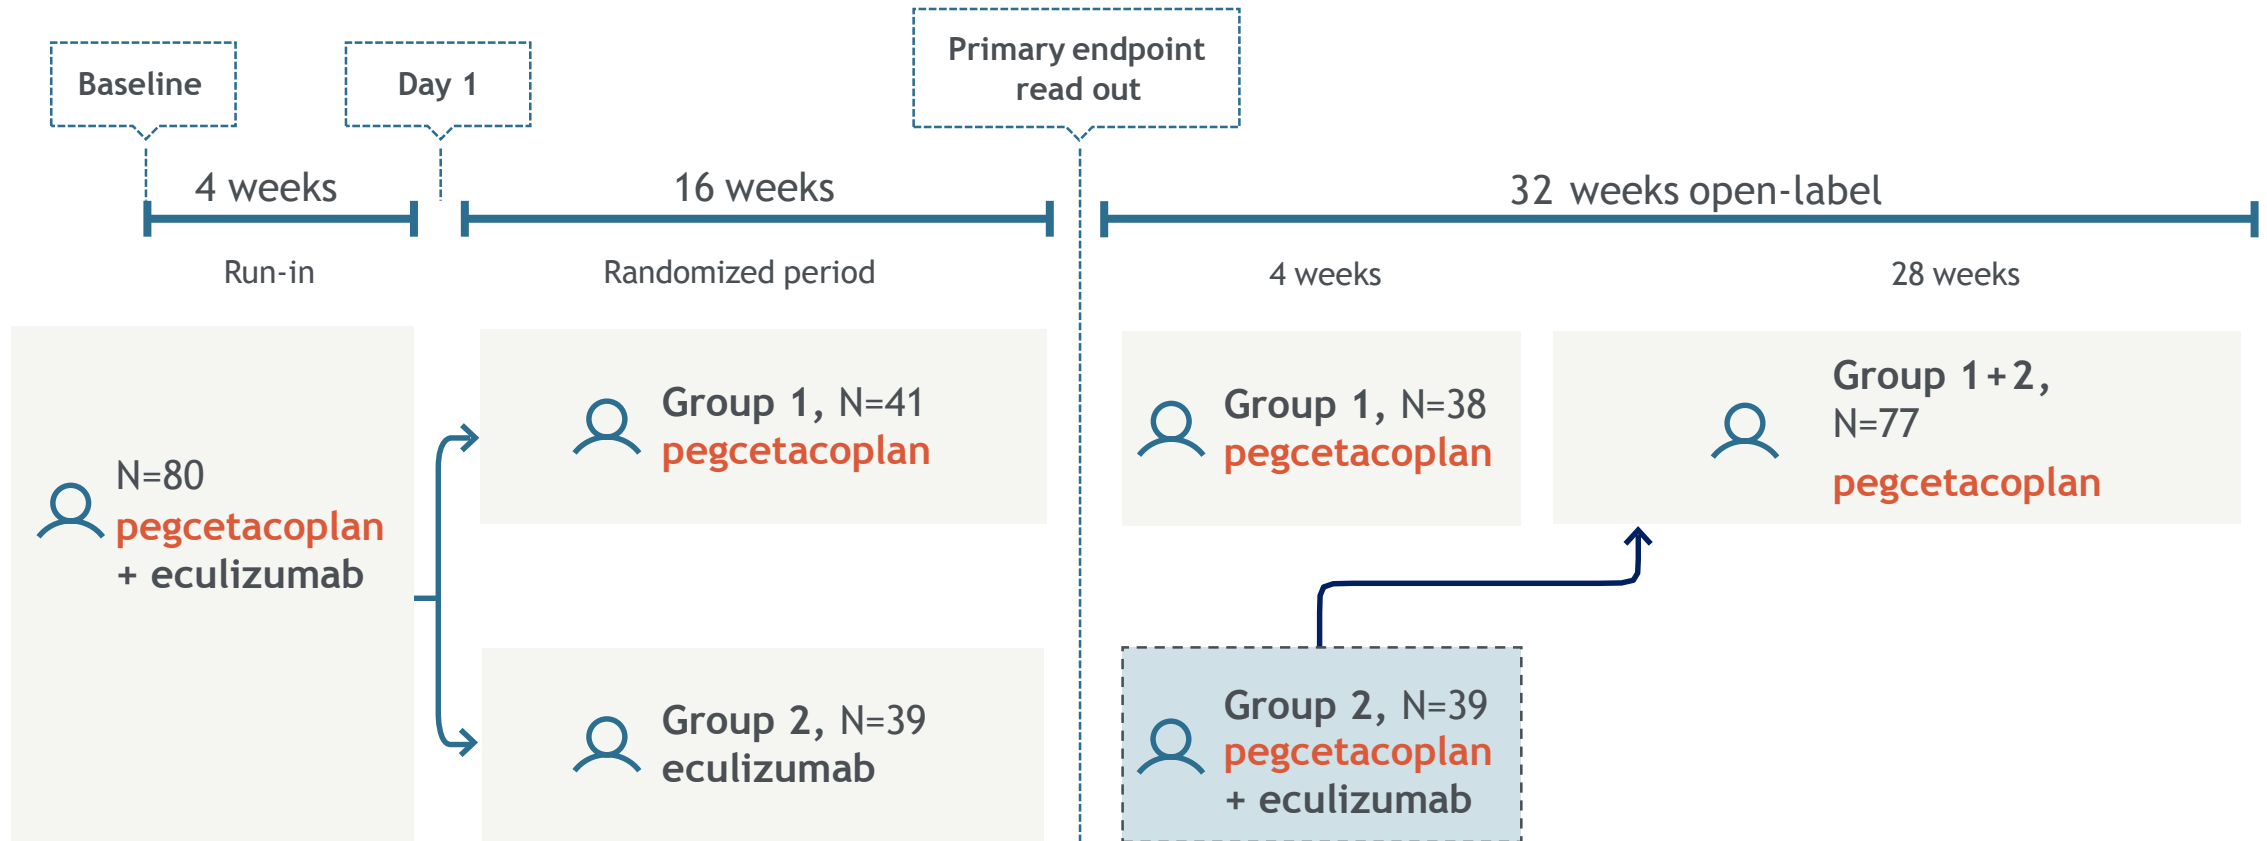 Baseline
Day 1
Primary endpoint
read out
4 weeks
16 weeks
32 weeks open-label
Run-in
Randomized period
4 weeks
28 weeks
N=80
pegcetacoplan
+ eculizumab
Group 1, N=41
pegcetacoplan
Group 2, N=39
eculizumab
Group 1, N=38
pegcetacoplan
Group 2, N=39
pegcetacoplan
+ eculizumab
Group 1+2,
N=77
pegcetacoplan